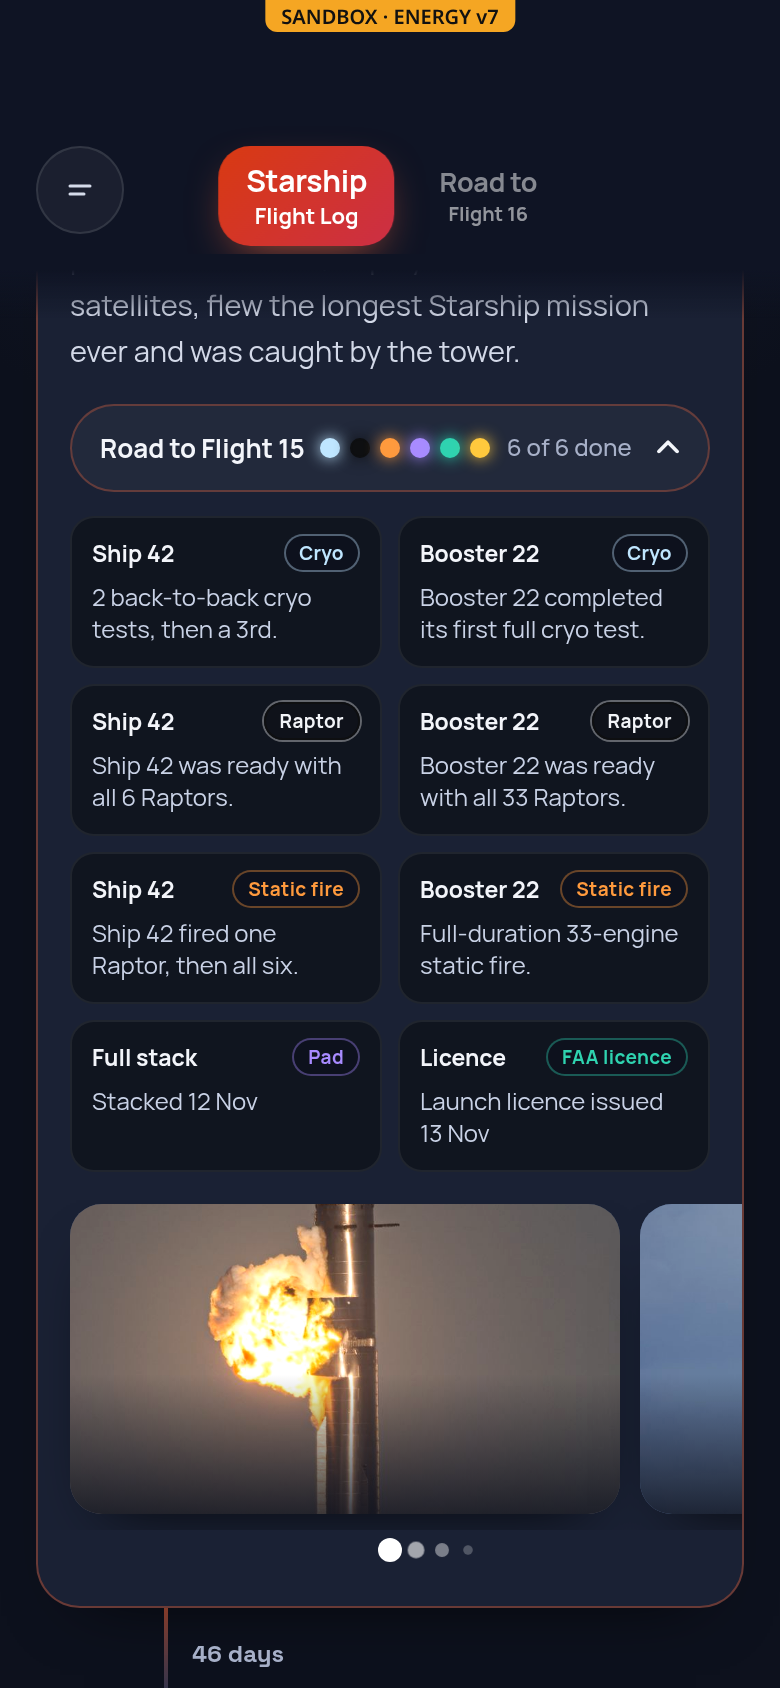 SANDBOX · ENERGY v7
Starship
Flight Log
Road to
Flight 16
satellites, flew the longest Starship mission
ever and was caught by the tower.
Road to Flight 15
6 of 6 done
Ship 42
Cryo
2 back-to-back cryo
tests, then a 3rd.
Booster 22
Cryo
Booster 22 completed
its first full cryo test.
Ship 42
Raptor
Ship 42 was ready with
all 6 Raptors.
Booster 22
Raptor
Booster 22 was ready
with all 33 Raptors.
Ship 42
Static fire
Ship 42 fired one
Raptor, then all six.
Booster 22
Static fire
Full-duration 33-engine
static fire.
Full stack
Pad
Stacked 12 Nov
Licence
FAA licence
Launch licence issued
13 Nov
46 days